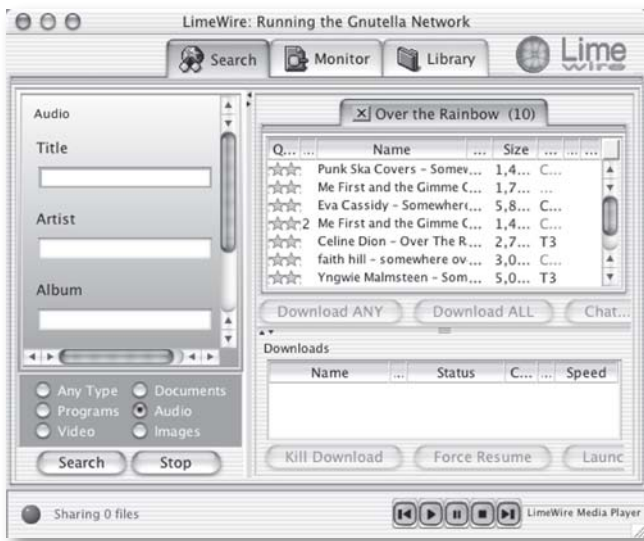 LimeWire: Running the Gnutella Network
Search
Monitor
Library
Lime
wire
Audio
Title
Artist
Album
Any Type
Documents
Programs
Audio
Video
Images
Search
Stop
Over the Rainbow (10)
Q... ... Name ... Size ... ... ...
Punk Ska Covers - Somew... 1,4... C...
Me First and the Gimme C... 1,7... ...
Eva Cassidy - Somewhere... 5,8... C...
2 Me First and the Gimme C... 1,4... C...
Celine Dion - Over The R... 2,7... T3
faith hill - somewhere ov... 3,0... C...
Yngwie Malmsteen - Som... 5,0... T3
Download ANY
Download ALL
Chat...
Downloads
Name ... Status C... ... Speed
Kill Download
Force Resume
Launc
Sharing 0 files
LimeWire Media Player